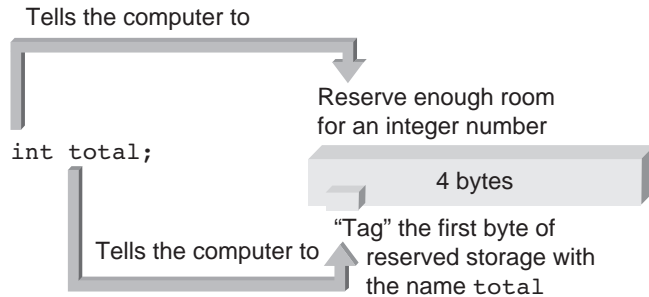 Tells the computer to
Reserve enough room
for an integer number
int total;
4 bytes
“Tag” the first byte of
reserved storage with
the name total
Tells the computer to